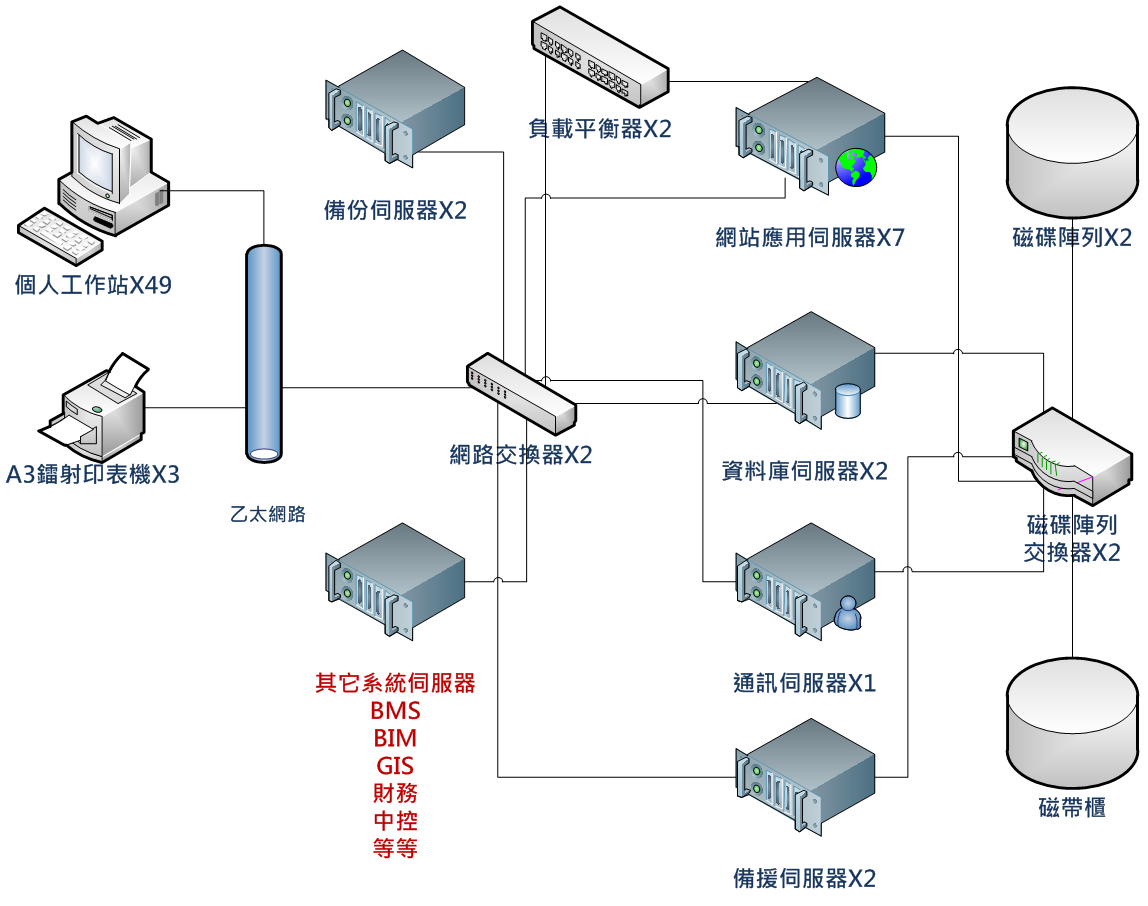 負載平衡器X2
備份伺服器X2
網站應用伺服器X7
磁碟陣列X2
個人工作站X49
A3鐳射印表機X3
網路交換器X2
資料庫伺服器X2
乙太網路
磁碟陣列
交換器X2
其它系統伺服器
BMS
BIM
GIS
財務
中控
等等
通訊伺服器X1
磁帶櫃
備援伺服器X2